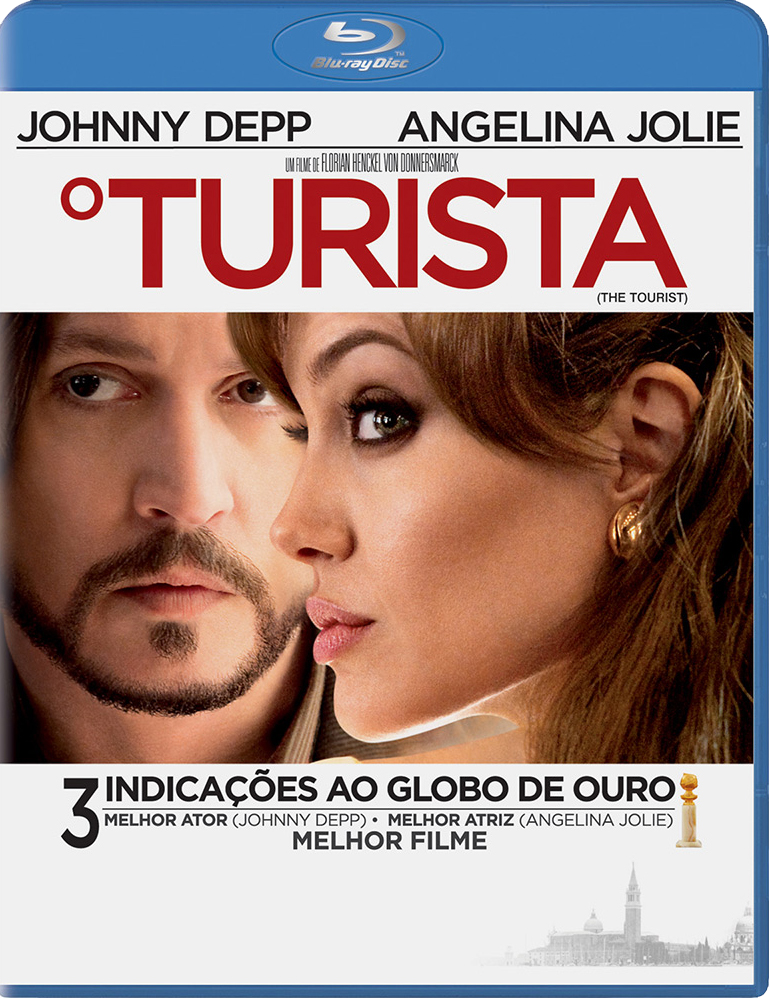 Blu-ray Disc™
JOHNNY DEPP ANGELINA JOLIE
UM FILME DE FLORIAN HENCKEL VON DONNERSMARCK
O TURISTA
(THE TOURIST)
3 INDICAÇÕES AO GLOBO DE OURO
MELHOR ATOR (JOHNNY DEPP) • MELHOR ATRIZ (ANGELINA JOLIE)
MELHOR FILME